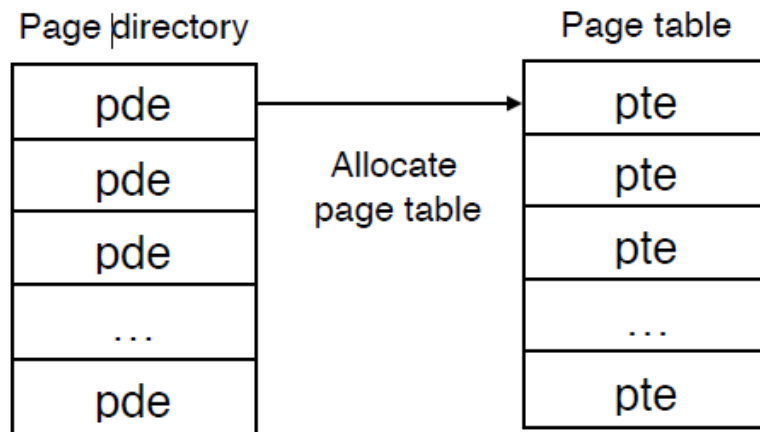 Page directory
pde
pde
pde
...
pde
Allocate
page table
Page table
pte
pte
pte
...
pte